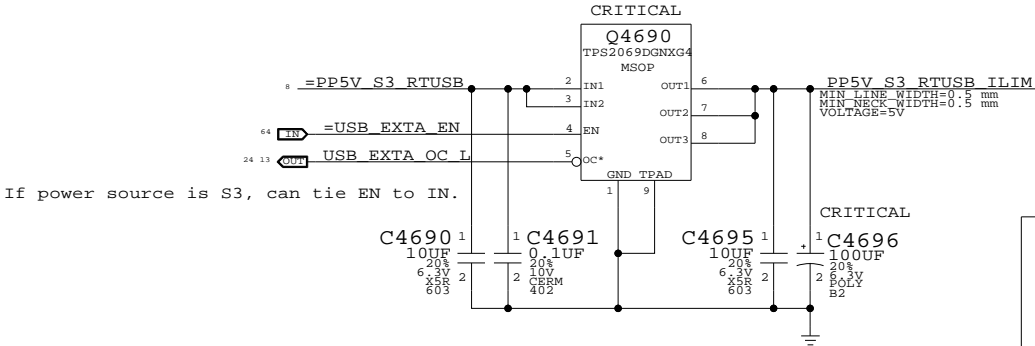 CRITICAL
Q4690
TPS2069DGNXG4
MSOP
8 =PP5V_S3_RTUSB 2 IN1 OUT1 6 PP5V_S3_RTUSB_ILIM
MIN_LINE_WIDTH=0.5 mm
MIN_NECK_WIDTH=0.5 mm
VOLTAGE=5V
3 IN2 OUT2 7
64 IN =USB_EXTA_EN 4 EN OUT3 8
24 13 OUT USB_EXTA_OC_L 5 OC*
GND TPAD
1 9
If power source is S3, can tie EN to IN.
CRITICAL
C4690 1
10UF
20%
6.3V
X5R
603
2
1 C4691
0.1UF
20%
10V
CERM
402
2
C4695 1
10UF
20%
6.3V
X5R
603
2
+ 1 C4696
100UF
20%
6.3V
POLY
B2
2